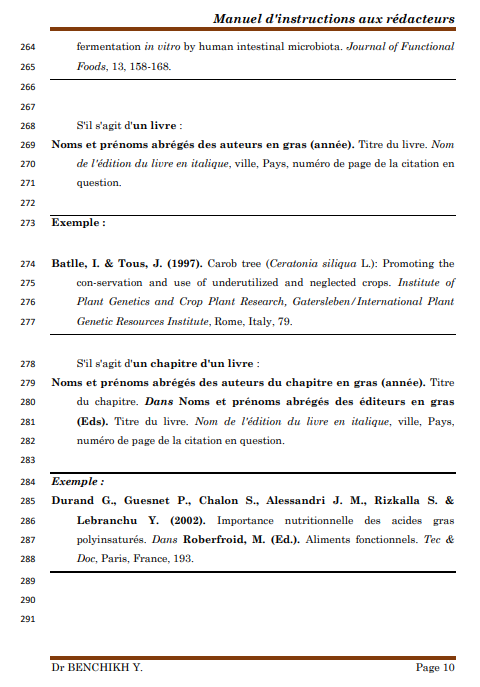 Manuel d'instructions aux rédacteurs
264 fermentation in vitro by human intestinal microbiota. Journal of Functional
265 Foods, 13, 158-168.
266
267
268 S'il s'agit d'un livre :
269 Noms et prénoms abrégés des auteurs en gras (année). Titre du livre. Nom
270 de l'édition du livre en italique, ville, Pays, numéro de page de la citation en
271 question.
272
273 Exemple :
274 Batlle, I. & Tous, J. (1997). Carob tree (Ceratonia siliqua L.): Promoting the
275 con-servation and use of underutilized and neglected crops. Institute of
276 Plant Genetics and Crop Plant Research, Gatersleben/International Plant
277 Genetic Resources Institute, Rome, Italy, 79.
278 S'il s'agit d'un chapitre d'un livre :
279 Noms et prénoms abrégés des auteurs du chapitre en gras (année). Titre
280 du chapitre. Dans Noms et prénoms abrégés des éditeurs en gras
281 (Eds). Titre du livre. Nom de l'édition du livre en italique, ville, Pays,
282 numéro de page de la citation en question.
283
284 Exemple :
285 Durand G., Guesnet P., Chalon S., Alessandri J. M., Rizkalla S. &
286 Lebranchu Y. (2002). Importance nutritionnelle des acides gras
287 polyinsaturés. Dans Roberfroid, M. (Ed.). Aliments fonctionnels. Tec &
288 Doc, Paris, France, 193.
289
290
291
Dr BENCHIKH Y. Page 10